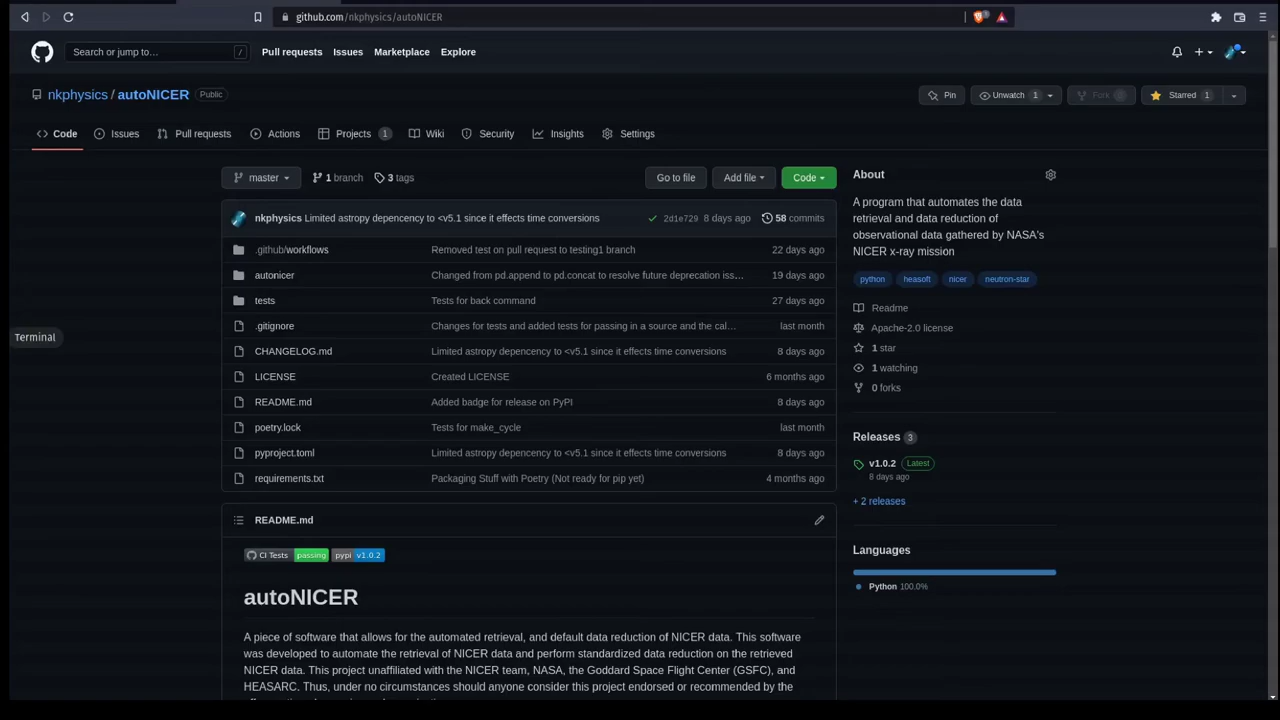 github.com/nkphysics/autoNICER
Search or jump to… /
Pull requests Issues Marketplace Explore
nkphysics / autoNICER Public
Pin Unwatch 1 Fork Starred 1
Code Issues Pull requests Actions Projects 1 Wiki Security Insights Settings
master 1 branch 3 tags Go to file Add file Code
nkphysics Limited astropy depencency to <v5.1 since it effects time conversions 2d1e729 8 days ago 58 commits
.github/workflows Removed test on pull request to testing1 branch 22 days ago
autonicer Changed from pd.append to pd.concat to resolve future deprecation iss… 19 days ago
tests Tests for back command 27 days ago
.gitignore Changes for tests and added tests for passing in a source and the cal… last month
CHANGELOG.md Limited astropy depencency to <v5.1 since it effects time conversions 8 days ago
LICENSE Created LICENSE 6 months ago
README.md Added badge for release on PyPI 8 days ago
poetry.lock Tests for make_cycle last month
pyproject.toml Limited astropy depencency to <v5.1 since it effects time conversions 8 days ago
requirements.txt Packaging Stuff with Poetry (Not ready for pip yet) 4 months ago
README.md
CI Tests passing pypi v1.0.2
autoNICER
A piece of software that allows for the automated retrieval, and default data reduction of NICER data. This software
was developed to automate the retrieval of NICER data and perform standardized data reduction on the retrieved
NICER data. This project unaffiliated with the NICER team, NASA, the Goddard Space Flight Center (GSFC), and
HEASARC. Thus, under no circumstances should anyone consider this project endorsed or recommended by the
About
A program that automates the data
retrieval and data reduction of
observational data gathered by NASA's
NICER x-ray mission
python heasoft nicer neutron-star
Readme
Apache-2.0 license
1 star
1 watching
0 forks
Releases 3
v1.0.2 Latest
8 days ago
+ 2 releases
Languages
Python 100.0%
Terminal